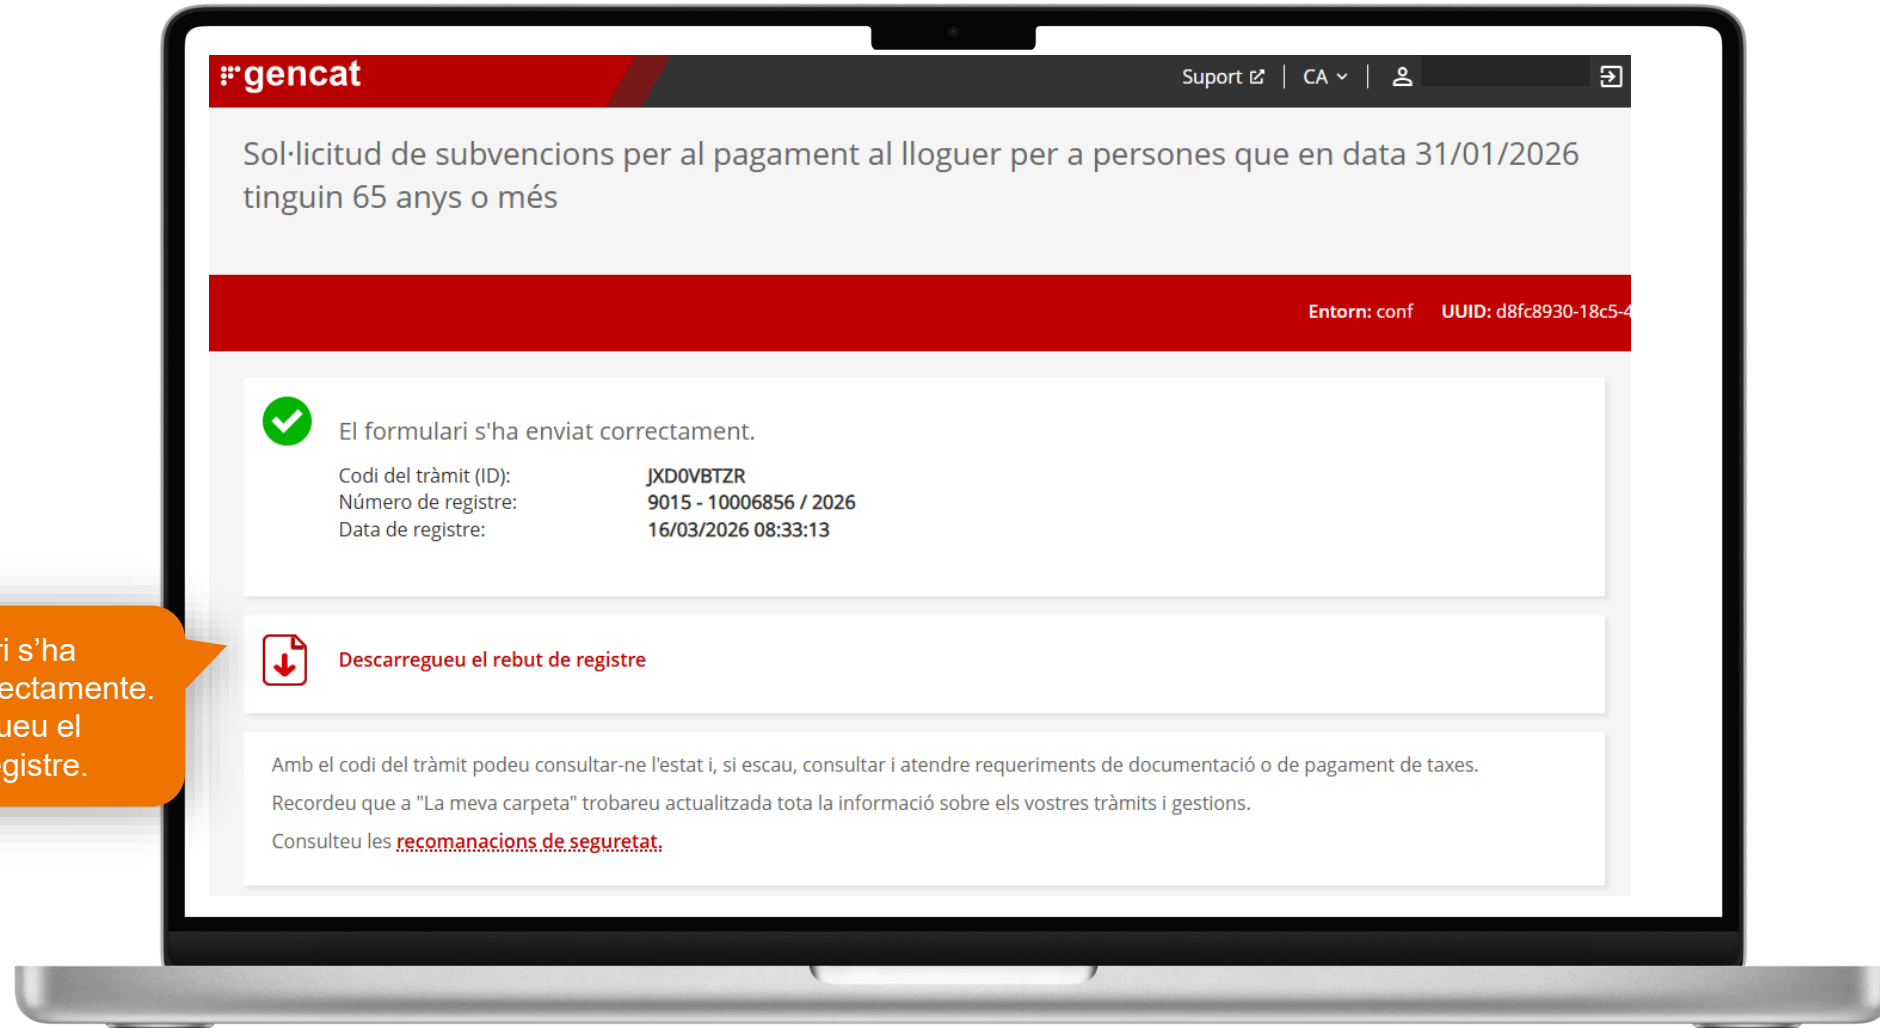 gencat
Suport | CA |
Sol·licitud de subvencions per al pagament al lloguer per a persones que en data 31/01/2026
tinguin 65 anys o més
Entorn: conf UUID: d8fc8930-18c5-4
El formulari s'ha enviat correctament.
Codi del tràmit (ID): JXD0VBTZR
Número de registre: 9015 - 10006856 / 2026
Data de registre: 16/03/2026 08:33:13
Descarregueu el rebut de registre
Amb el codi del tràmit podeu consultar-ne l'estat i, si escau, consultar i atendre requeriments de documentació o de pagament de taxes.
Recordeu que a "La meva carpeta" trobareu actualitzada tota la informació sobre els vostres tràmits i gestions.
Consulteu les recomanacions de seguretat.
s’ha
el